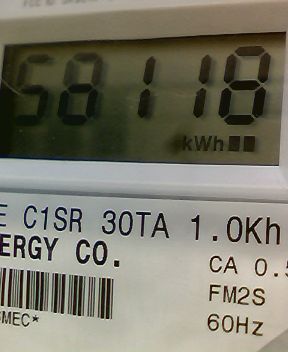 58118
kWh
E C1SR 30TA 1.0Kh
ERGY CO.
CA 0.5
FM2S
MEC*
60Hz